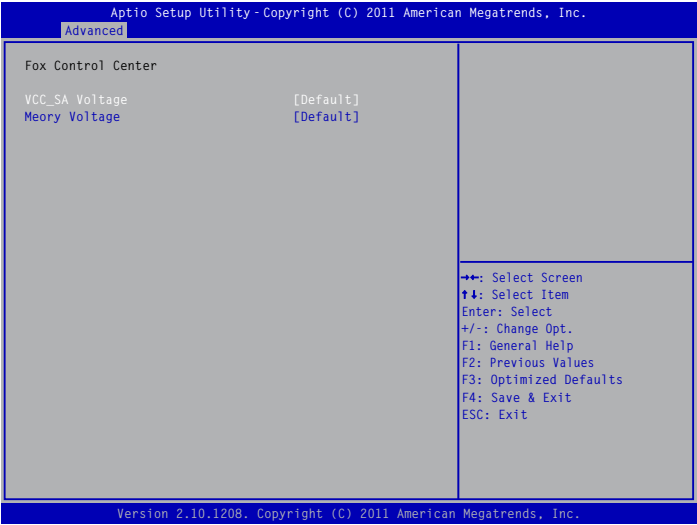 Aptio Setup Utility - Copyright (C) 2011 American Megatrends, Inc.
Advanced
Fox Control Center
VCC_SA Voltage [Default]
Meory Voltage [Default]
→←: Select Screen
↑↓: Select Item
Enter: Select
+/-: Change Opt.
F1: General Help
F2: Previous Values
F3: Optimized Defaults
F4: Save & Exit
ESC: Exit
Version 2.10.1208. Copyright (C) 2011 American Megatrends, Inc.